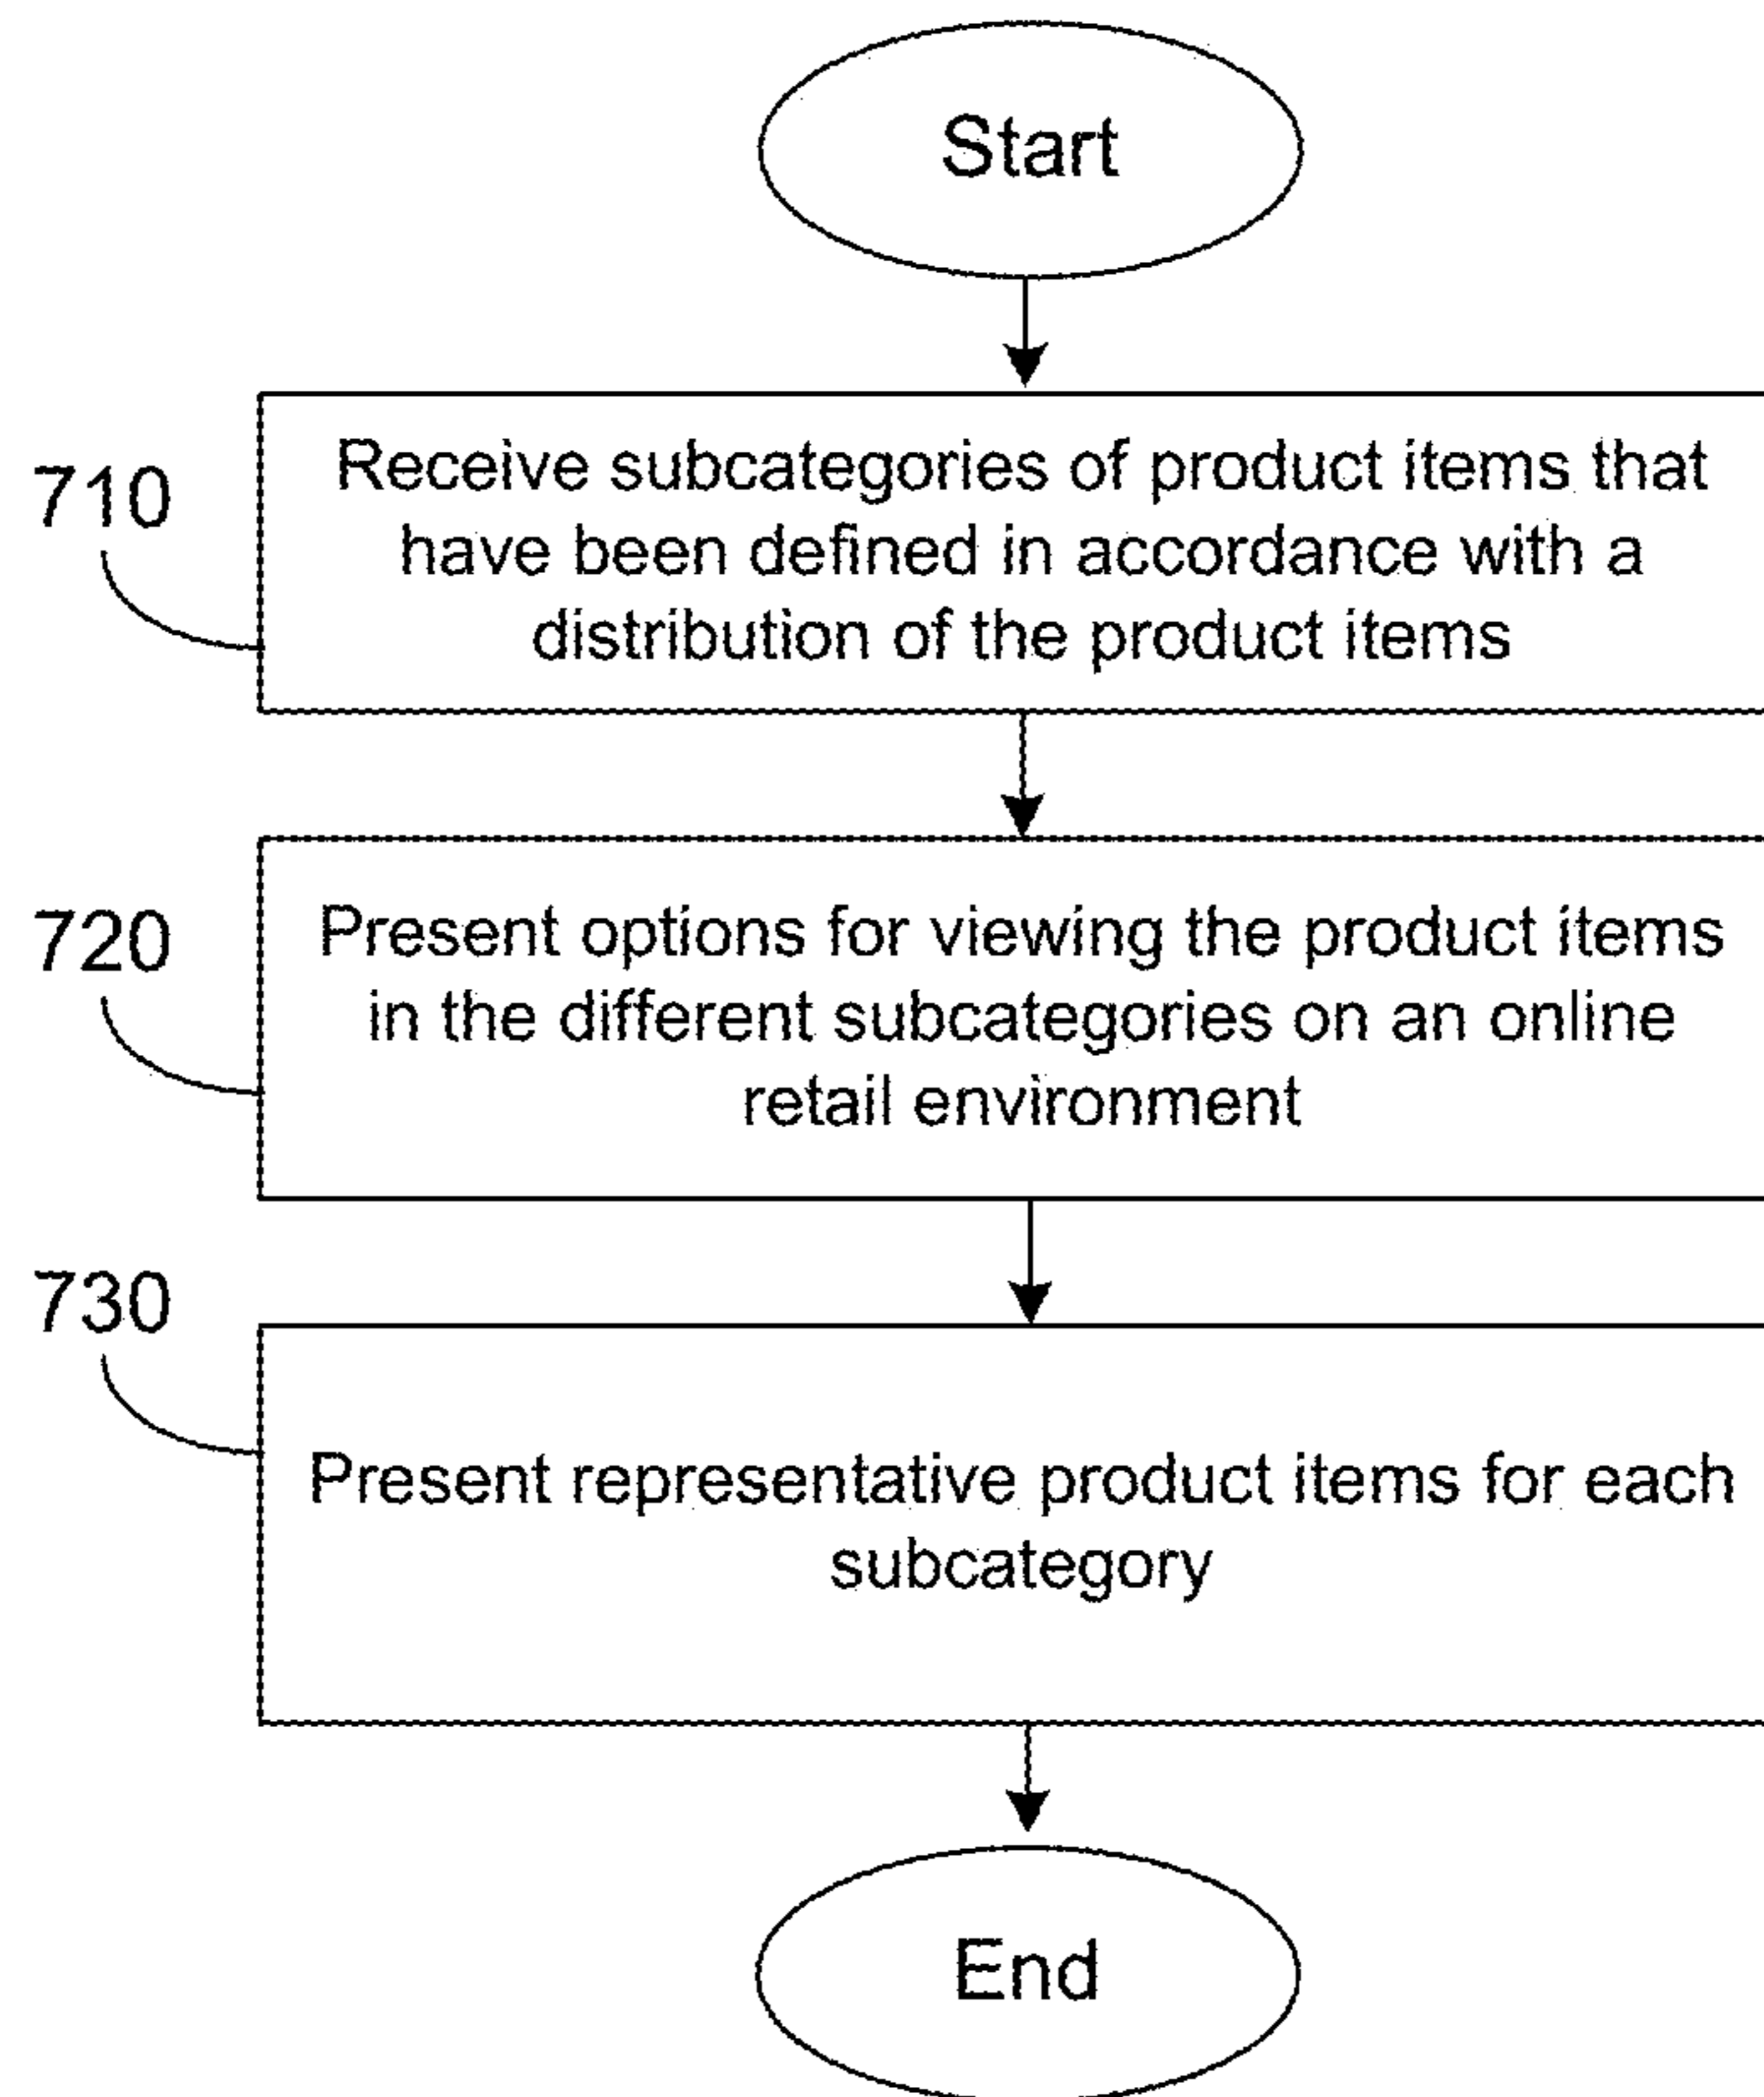 Start
710
Receive subcategories of product items that
have been defined in accordance with a
distribution of the product items
720
Present options for viewing the product items
in the different subcategories on an online
retail environment
730
Present representative product items for each
subcategory
End